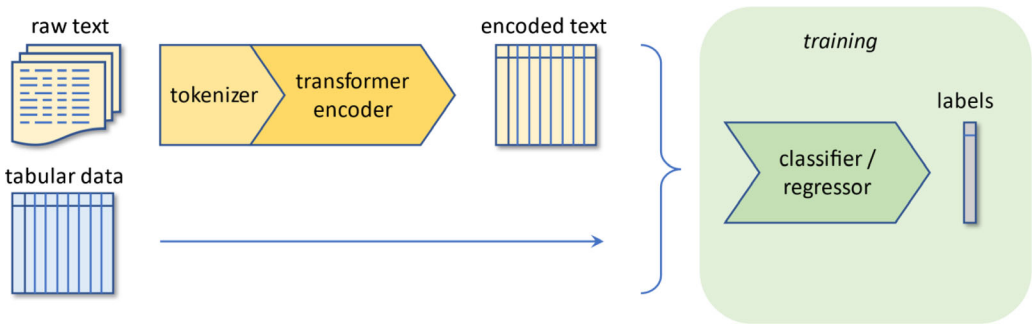 raw text
tokenizer
transformer
encoder
encoded text
tabular data
training
classifier /
regressor
labels